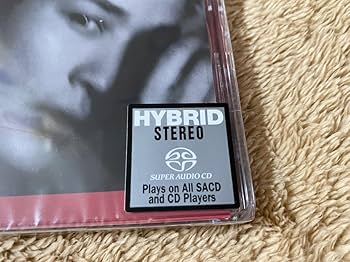 HYBRID
STEREO
SUPER AUDIO CD
Plays on All SACD
and CD Players